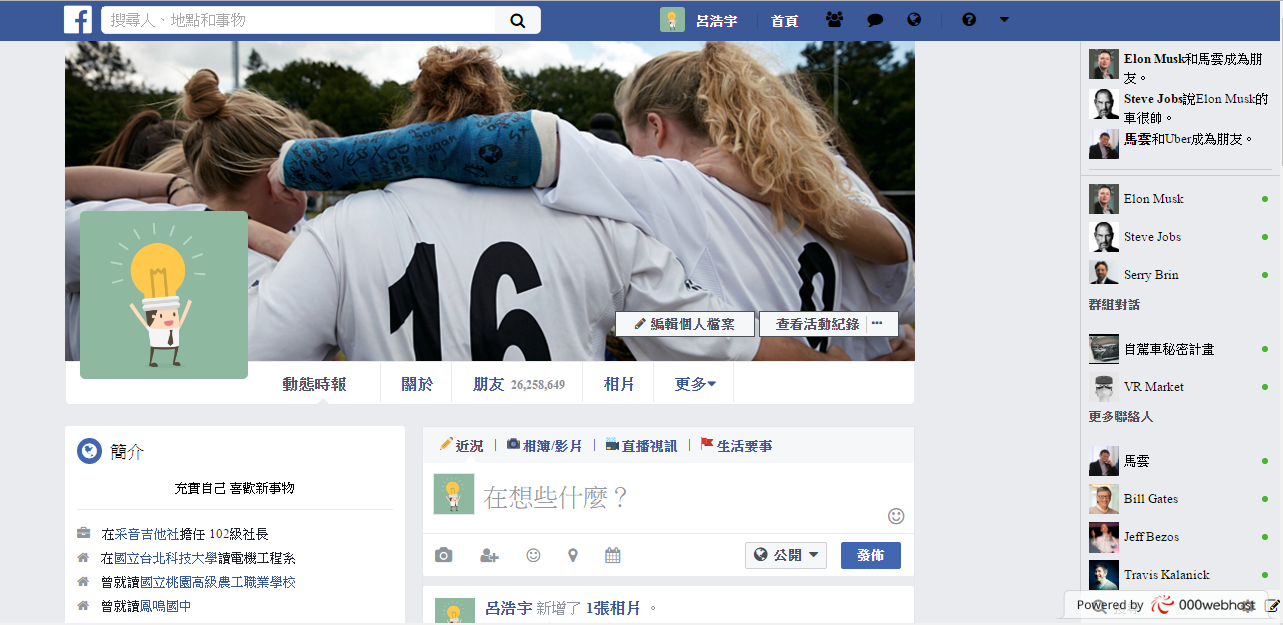 搜尋人、地點和事物
呂浩宇
首頁
Elon Musk和馬雲成為朋
友。
Steve Jobs說Elon Musk的
車很帥。
馬雲和Uber成為朋友。
16
0
編輯個人檔案
查看活動紀錄
動態時報
關於
朋友 26,258,649
相片
更多
Elon Musk
Steve Jobs
Serry Brin
群組對話
自駕車秘密計畫
VR Market
更多聯絡人
馬雲
Bill Gates
Jeff Bezos
Travis Kalanick
簡介
充實自己 喜歡新事物
在采音吉他社擔任 102級社長
在國立台北科技大學讀電機工程系
曾就讀國立桃園高級農工職業學校
曾就讀鳳鳴國中
近況
相簿/影片
直播視訊
生活要事
在想些什麼？
公開
發佈
呂浩宇 新增了 1張相片 。
Powered by 000webhost